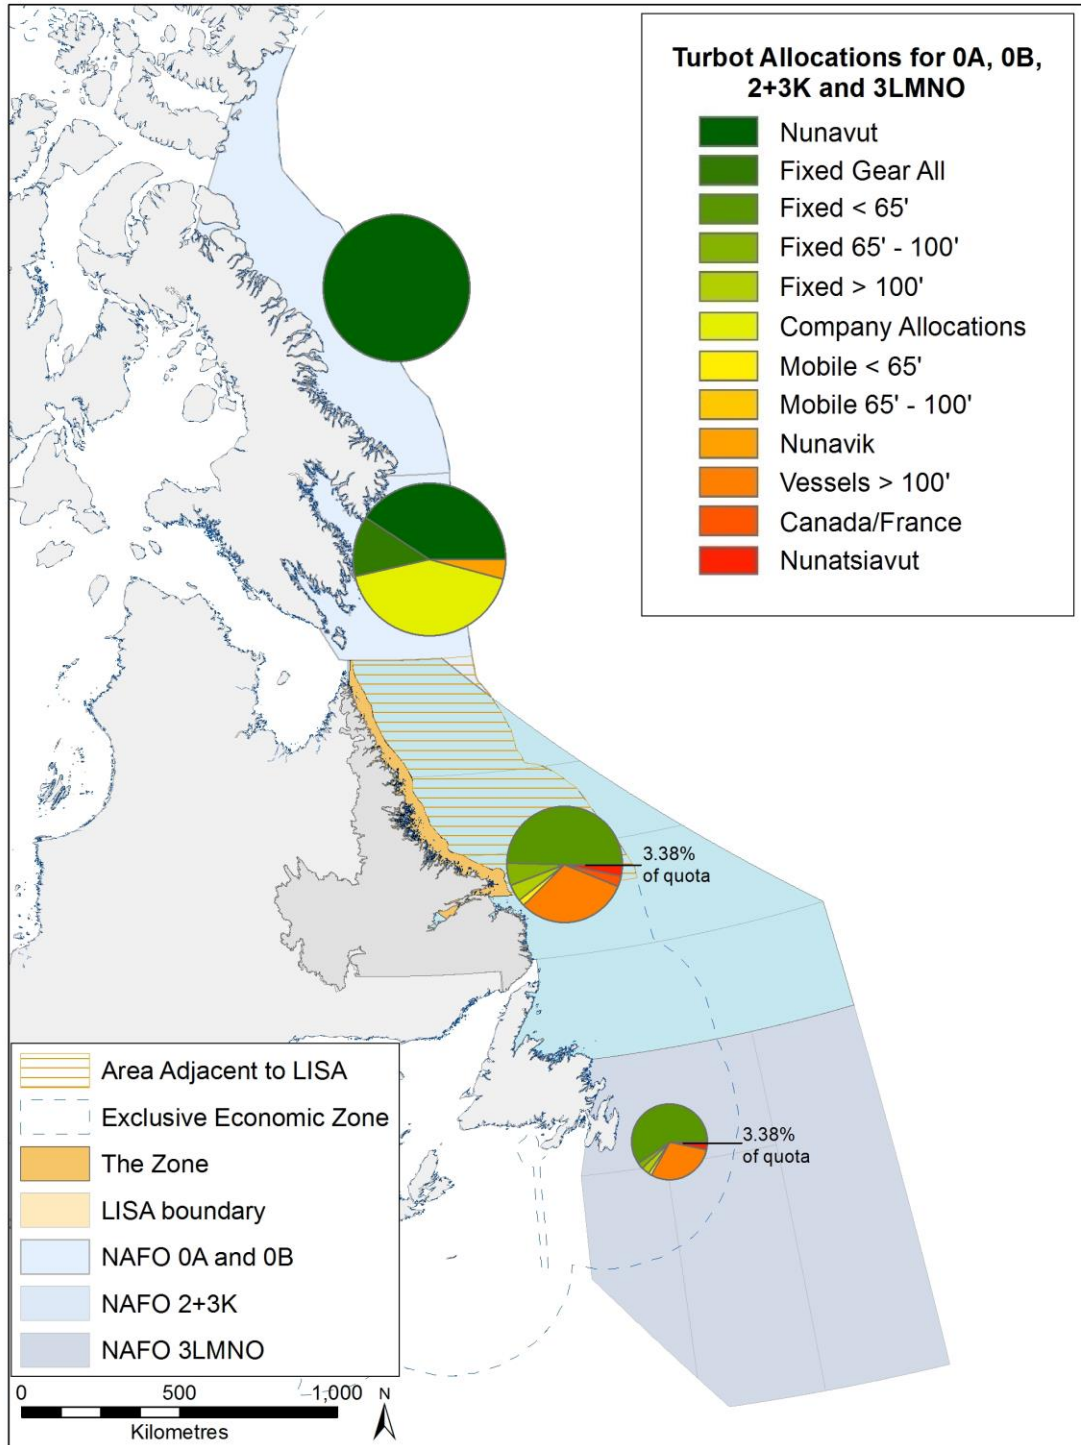 Turbot Allocations for 0A, 0B,
2+3K and 3LMNO
Nunavut
Fixed Gear All
Fixed < 65'
Fixed 65' - 100'
Fixed > 100'
Company Allocations
Mobile < 65'
Mobile 65' - 100'
Nunavik
Vessels > 100'
Canada/France
Nunatsiavut
3.38%
of quota
3.38%
of quota
Area Adjacent to LISA
Exclusive Economic Zone
The Zone
LISA boundary
NAFO 0A and 0B
NAFO 2+3K
NAFO 3LMNO
0 500 1,000
Kilometres
N